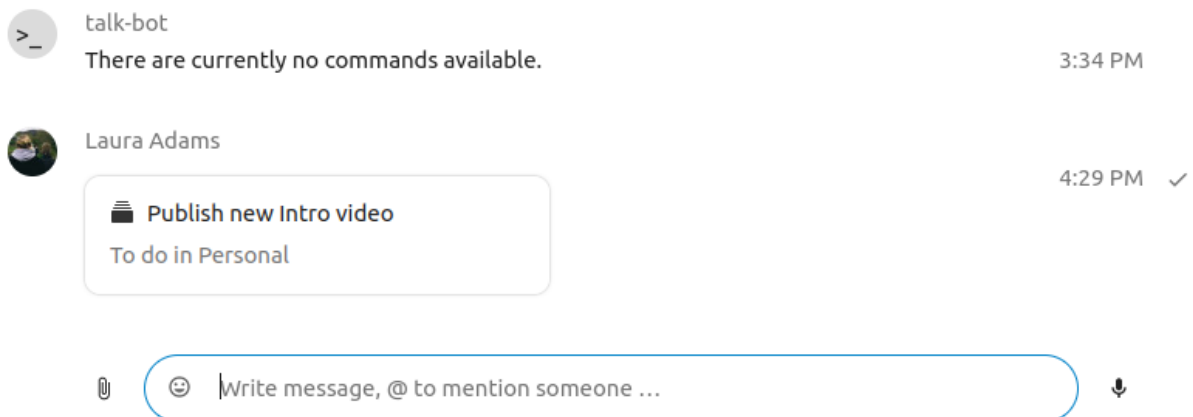 >_
talk-bot
There are currently no commands available.
3:34 PM
Laura Adams
4:29 PM
Publish new Intro video
To do in Personal
Write message, @ to mention someone …